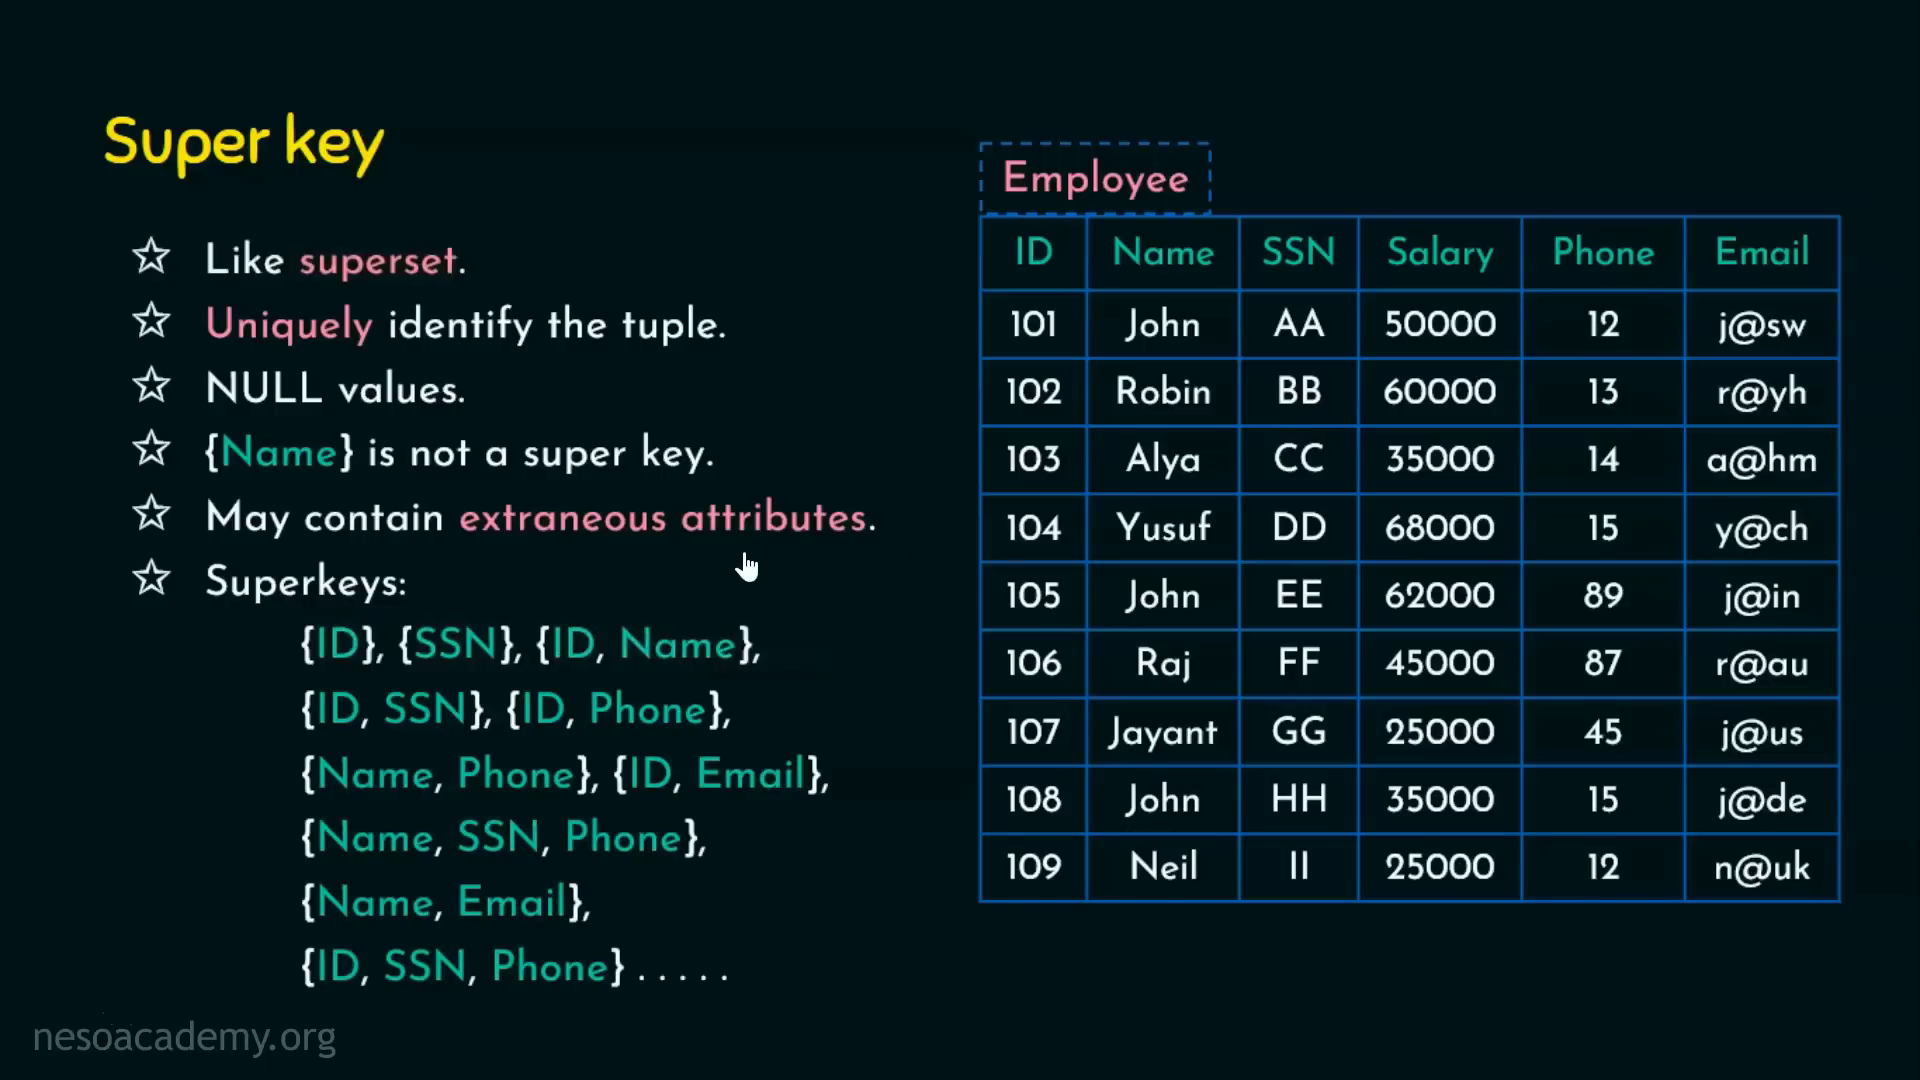 Super key
Like superset.
Uniquely identify the tuple.
NULL values.
{Name} is not a super key.
May contain extraneous attributes.
Superkeys:
{ID}, {SSN}, {ID, Name},
{ID, SSN}, {ID, Phone},
{Name, Phone}, {ID, Email},
{Name, SSN, Phone},
{Name, Email},
{ID, SSN, Phone} . . . . .
Employee
ID Name SSN Salary Phone Email
101 John AA 50000 12 j@sw
102 Robin BB 60000 13 r@yh
103 Alya CC 35000 14 a@hm
104 Yusuf DD 68000 15 y@ch
105 John EE 62000 89 j@in
106 Raj FF 45000 87 r@au
107 Jayant GG 25000 45 j@us
108 John HH 35000 15 j@de
109 Neil II 25000 12 n@uk
nesoacademy.org